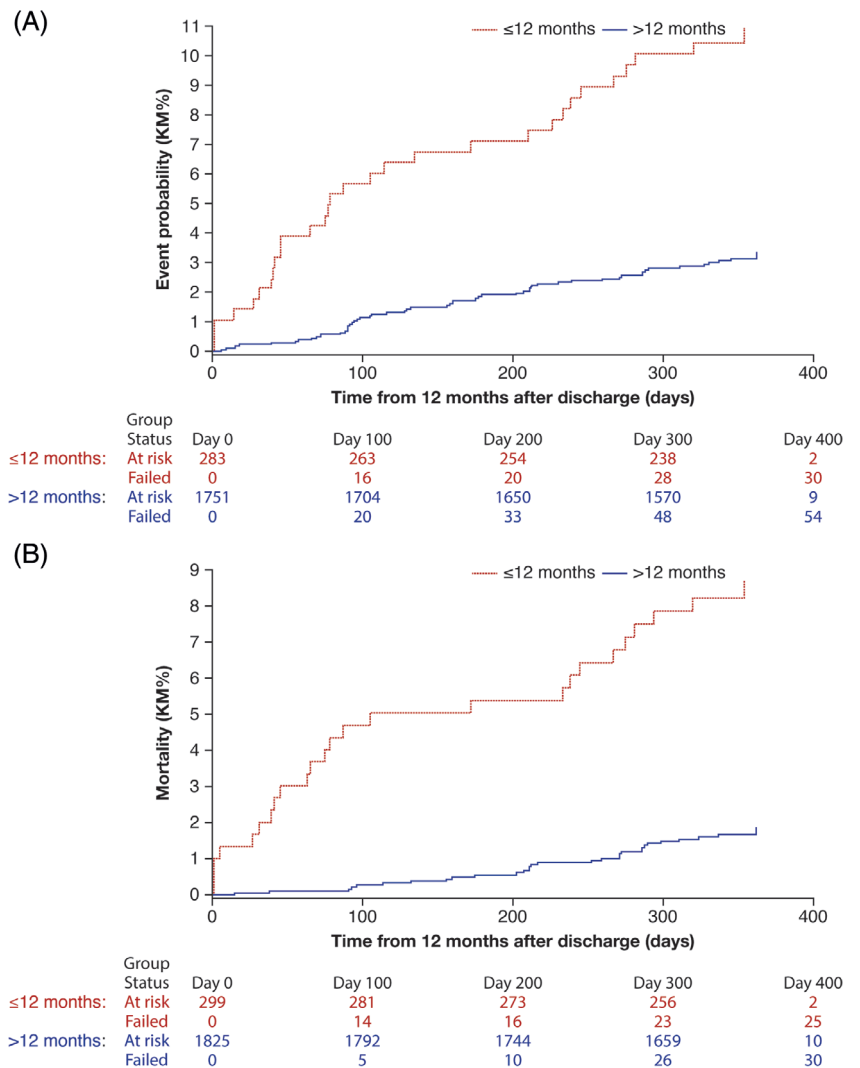 (A)
≤12 months >12 months
11
10
9
8
7
6
5
4
3
2
1
0
Event probability (KM%)
0 100 200 300 400
Time from 12 months after discharge (days)
Group
Status Day 0 Day 100 Day 200 Day 300 Day 400
≤12 months: At risk 283 263 254 238 2
Failed 0 16 20 28 30
>12 months: At risk 1751 1704 1650 1570 9
Failed 0 20 33 48 54
(B)
≤12 months >12 months
9
8
7
6
5
4
3
2
1
0
Mortality (KM%)
0 100 200 300 400
Time from 12 months after discharge (days)
Group
Status Day 0 Day 100 Day 200 Day 300 Day 400
≤12 months: At risk 299 281 273 256 2
Failed 0 14 16 23 25
>12 months: At risk 1825 1792 1744 1659 10
Failed 0 5 10 26 30